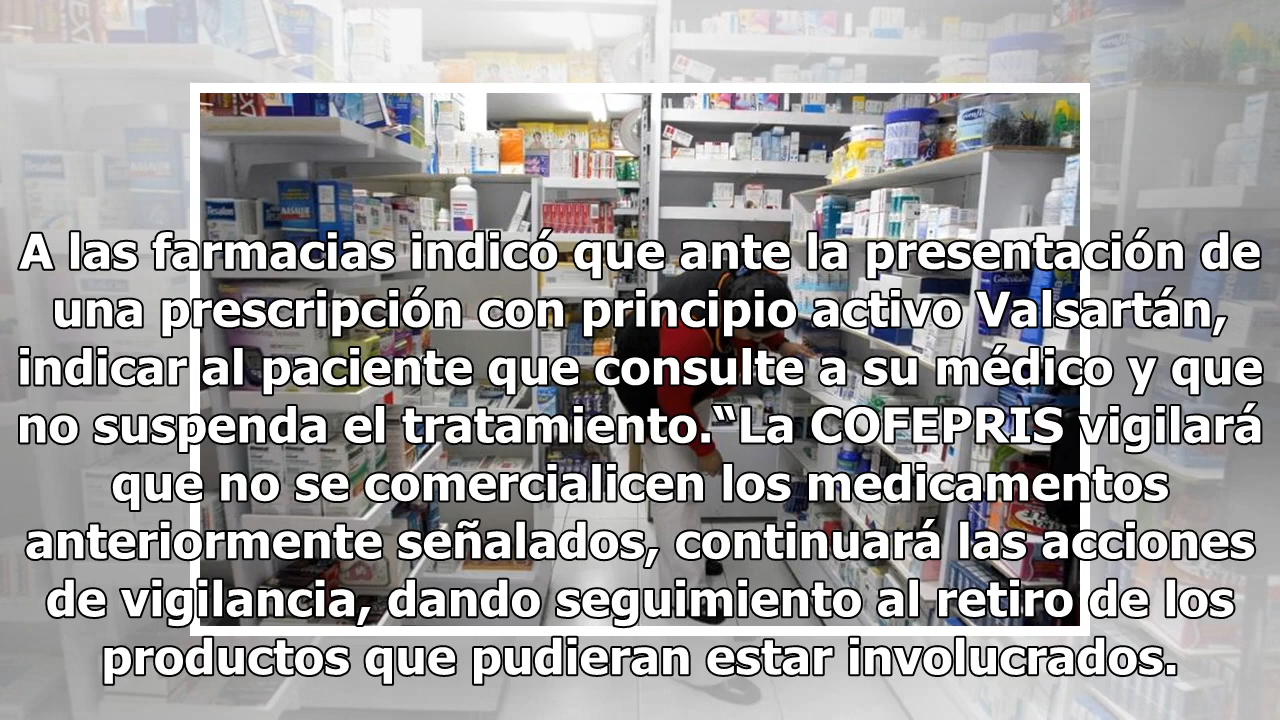 A las farmacias indicó que ante la presentación de
una prescripción con principio activo Valsartán,
indicar al paciente que consulte a su médico y que
no suspenda el tratamiento.“La COFEPRIS vigilará
que no se comercialicen los medicamentos
anteriormente señalados, continuará las acciones
de vigilancia, dando seguimiento al retiro de los
productos que pudieran estar involucrados.
Tesalon